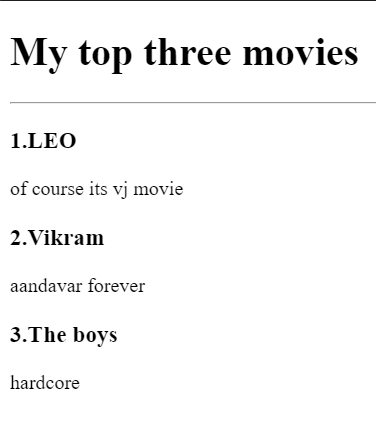 My top three movies
1.LEO
of course its vj movie
2.Vikram
aandavar forever
3.The boys
hardcore